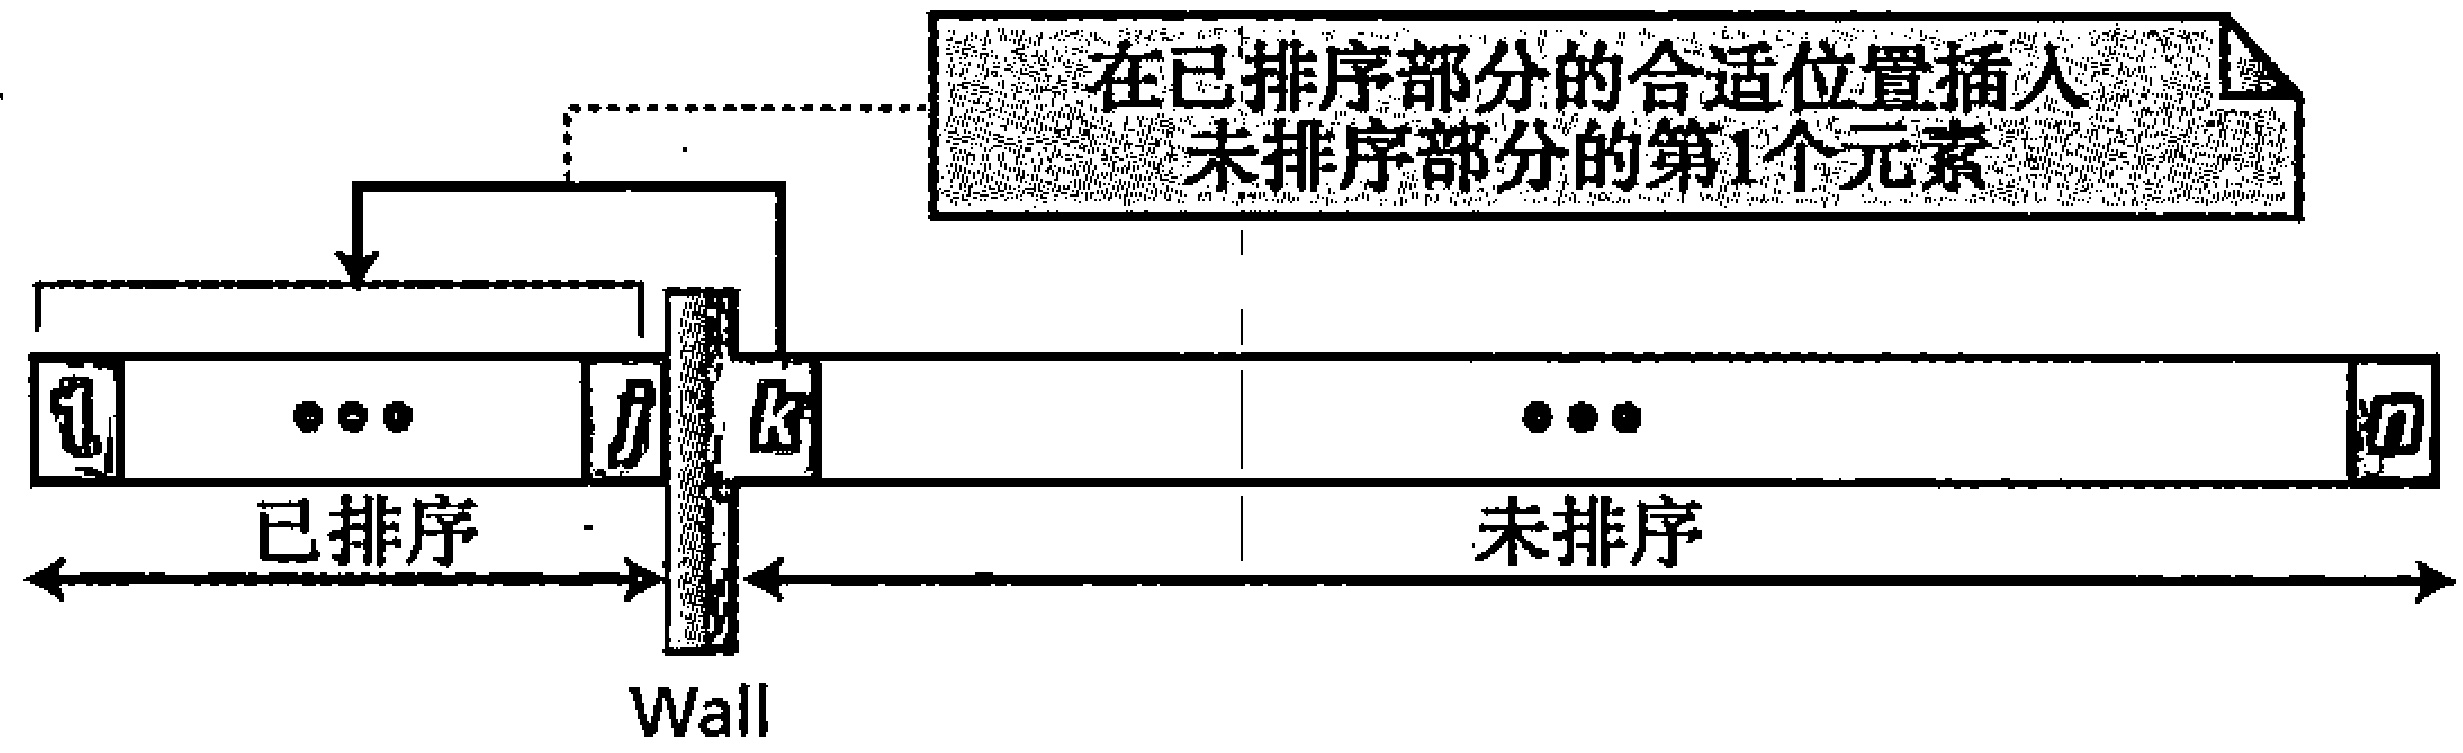 在已排序部分的合适位置插入
未排序部分的第1个元素
1 ••• j k ••• n
已排序 未排序
Wall